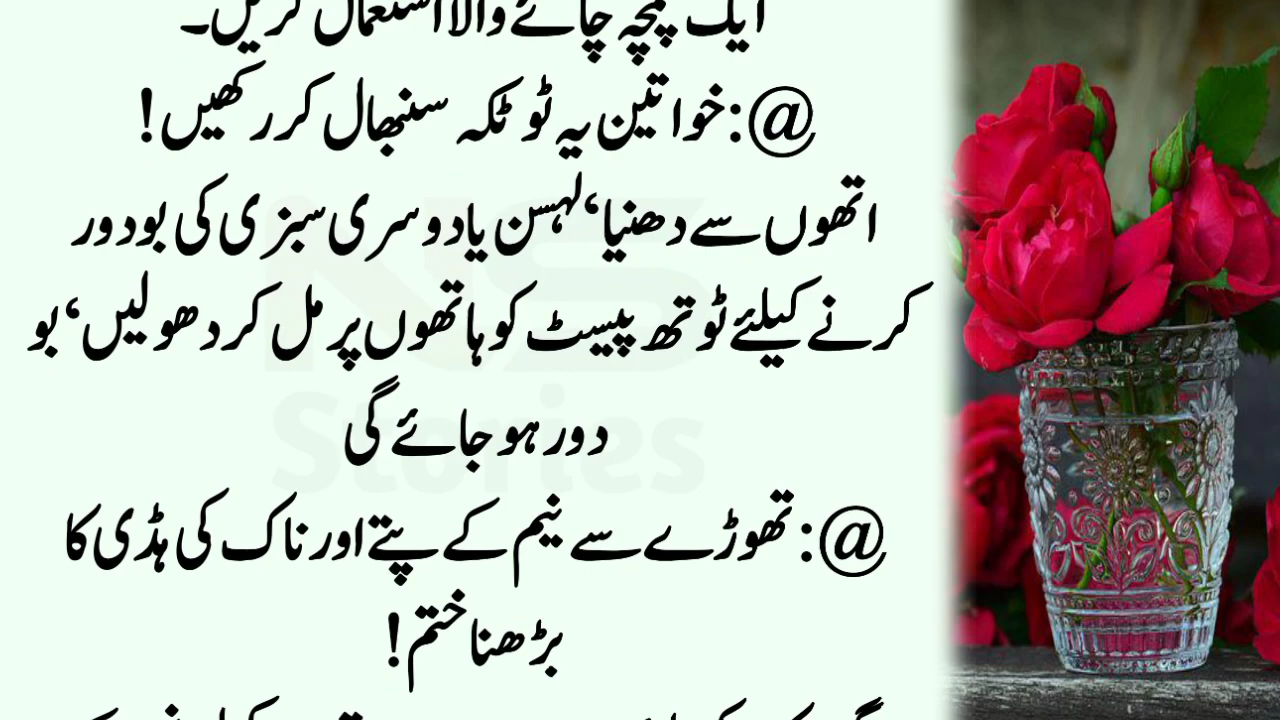 ایک چمچہ چائے والا استعمال کریں۔
@:خواتین یہ ٹوٹکہ سنبھال کر رکھیں!
اتھوں سے دھنیا‘لہسن یا دوسری سبزی کی بو دور
کرنے کیلئے ٹوتھ پیسٹ کو ہاتھوں پر مل کر دھولیں‘بو
دور ہو جائے گی
@: تھوڑے سے نیم کے پتے اور ناک کی ہڈی کا
بڑھنا ختم!
NS
Stories